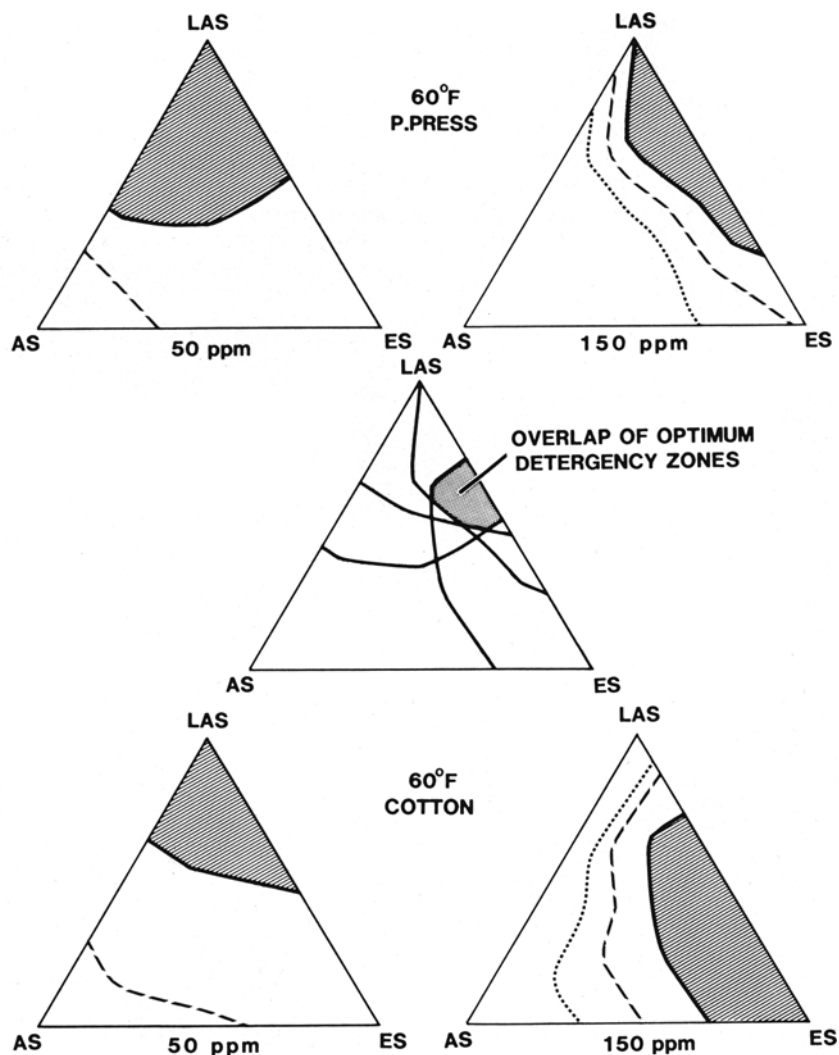 LAS
LAS
60°F
P.PRESS
AS
50 ppm
ES
AS
150 ppm
ES
LAS
OVERLAP OF OPTIMUM
DETERGENCY ZONES
AS
ES
LAS
LAS
60°F
COTTON
AS
50 ppm
ES
AS
150 ppm
ES